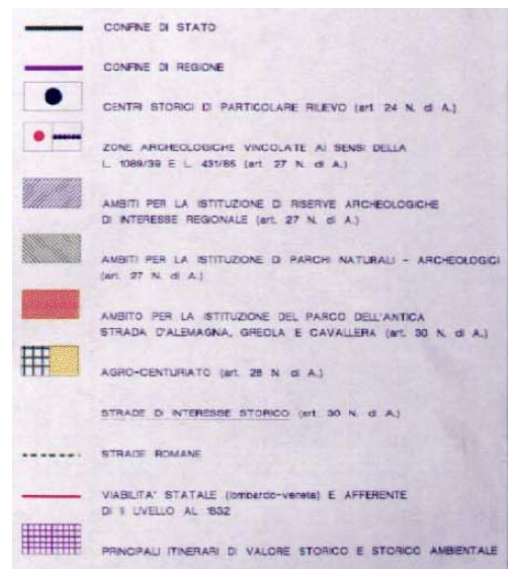 CONFINE DI STATO
CONFINE DI REGIONE
CENTRI STORICI DI PARTICOLARE RILIEVO (art. 24 N. di A.)
ZONE ARCHEOLOGICHE VINCOLATE AI SENSI DELLA
L. 1089/39 E L. 431/85 (art. 27 N. di A.)
AMBITI PER LA ISTITUZIONE DI RISERVE ARCHEOLOGICHE
DI INTERESSE REGIONALE (art. 27 N. di A.)
AMBITI PER LA ISTITUZIONE DI PARCHI NATURALI - ARCHEOLOGICI
(art. 27 N. di A.)
AMBITO PER LA ISTITUZIONE DEL PARCO DELL'ANTICA
STRADA D'ALEMAGNA, GREOLA E CAVALLERA (art. 30 N. di A.)
AGRO-CENTURIATO (art. 28 N. di A.)
STRADE DI INTERESSE STORICO (art. 30 N. di A.)
STRADE ROMANE
VIABILITA' STATALE (lombardo-veneta) E AFFERENTE
DI II LIVELLO AL 1832
PRINCIPALI ITINERARI DI VALORE STORICO E STORICO AMBIENTALE